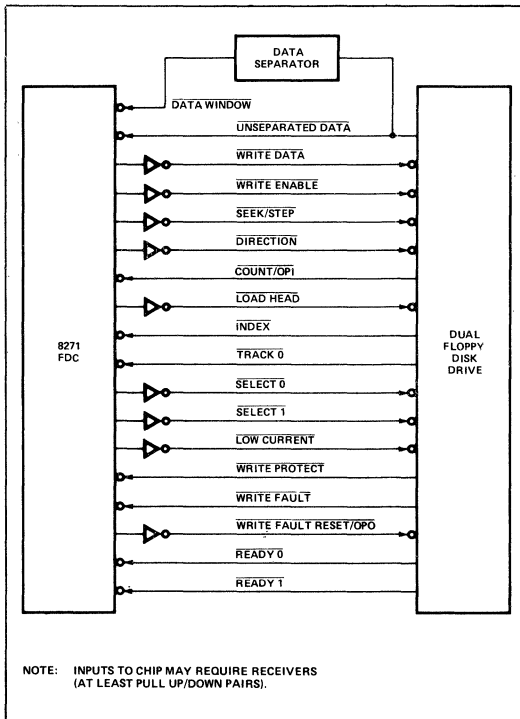 DATA
SEPARATOR
DATA WINDOW
UNSEPARATED DATA
WRITE DATA
WRITE ENABLE
SEEK/STEP
DIRECTION
COUNT/OPI
LOAD HEAD
INDEX
TRACK 0
8271
FDC
DUAL
FLOPPY
DISK
DRIVE
SELECT 0
SELECT 1
LOW CURRENT
WRITE PROTECT
WRITE FAULT
WRITE FAULT RESET/OPO
READY 0
READY 1
NOTE: INPUTS TO CHIP MAY REQUIRE RECEIVERS
(AT LEAST PULL UP/DOWN PAIRS).